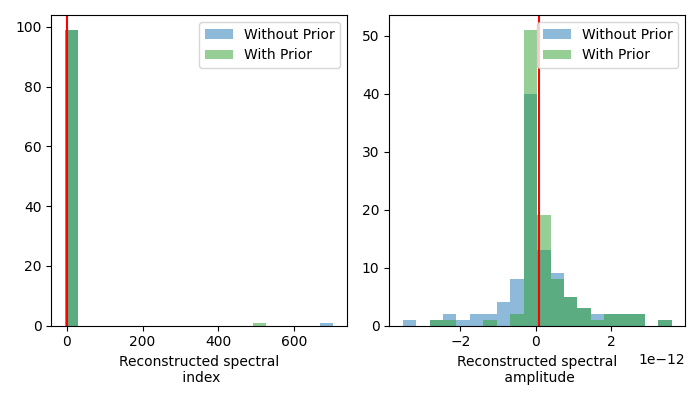 100
80
60
40
20
0
0
200
400
600
Reconstructed spectral
index
Without Prior
With Prior
50
40
30
20
10
0
−2
0
2
1e−12
Reconstructed spectral
amplitude
Without Prior
With Prior